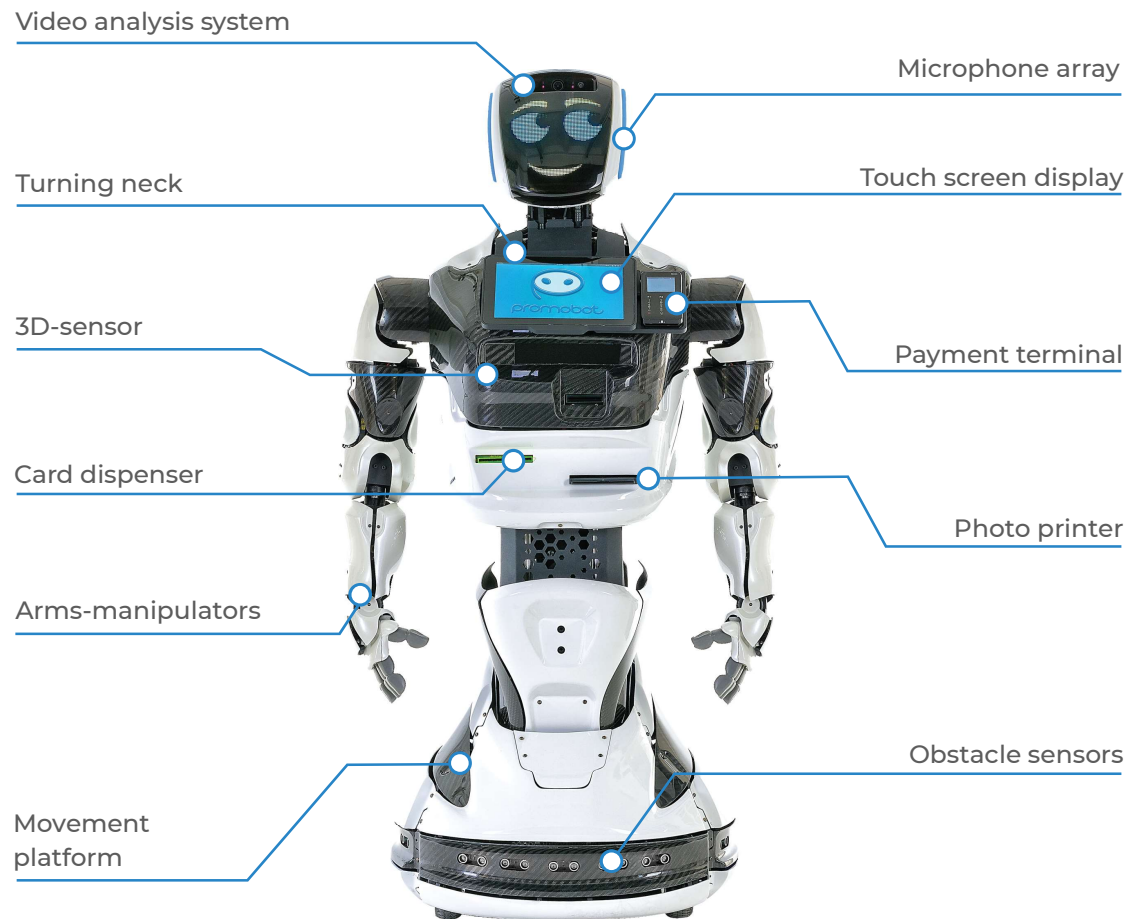 Video analysis system
Microphone array
Turning neck
Touch screen display
promobot
3D-sensor
Payment terminal
Card dispenser
Photo printer
Arms-manipulators
Obstacle sensors
Movement
platform